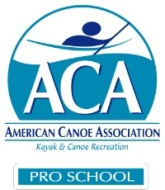 ACA
AMERICAN CANOE ASSOCIATION
Kayak & Canoe Recreation
PRO SCHOOL